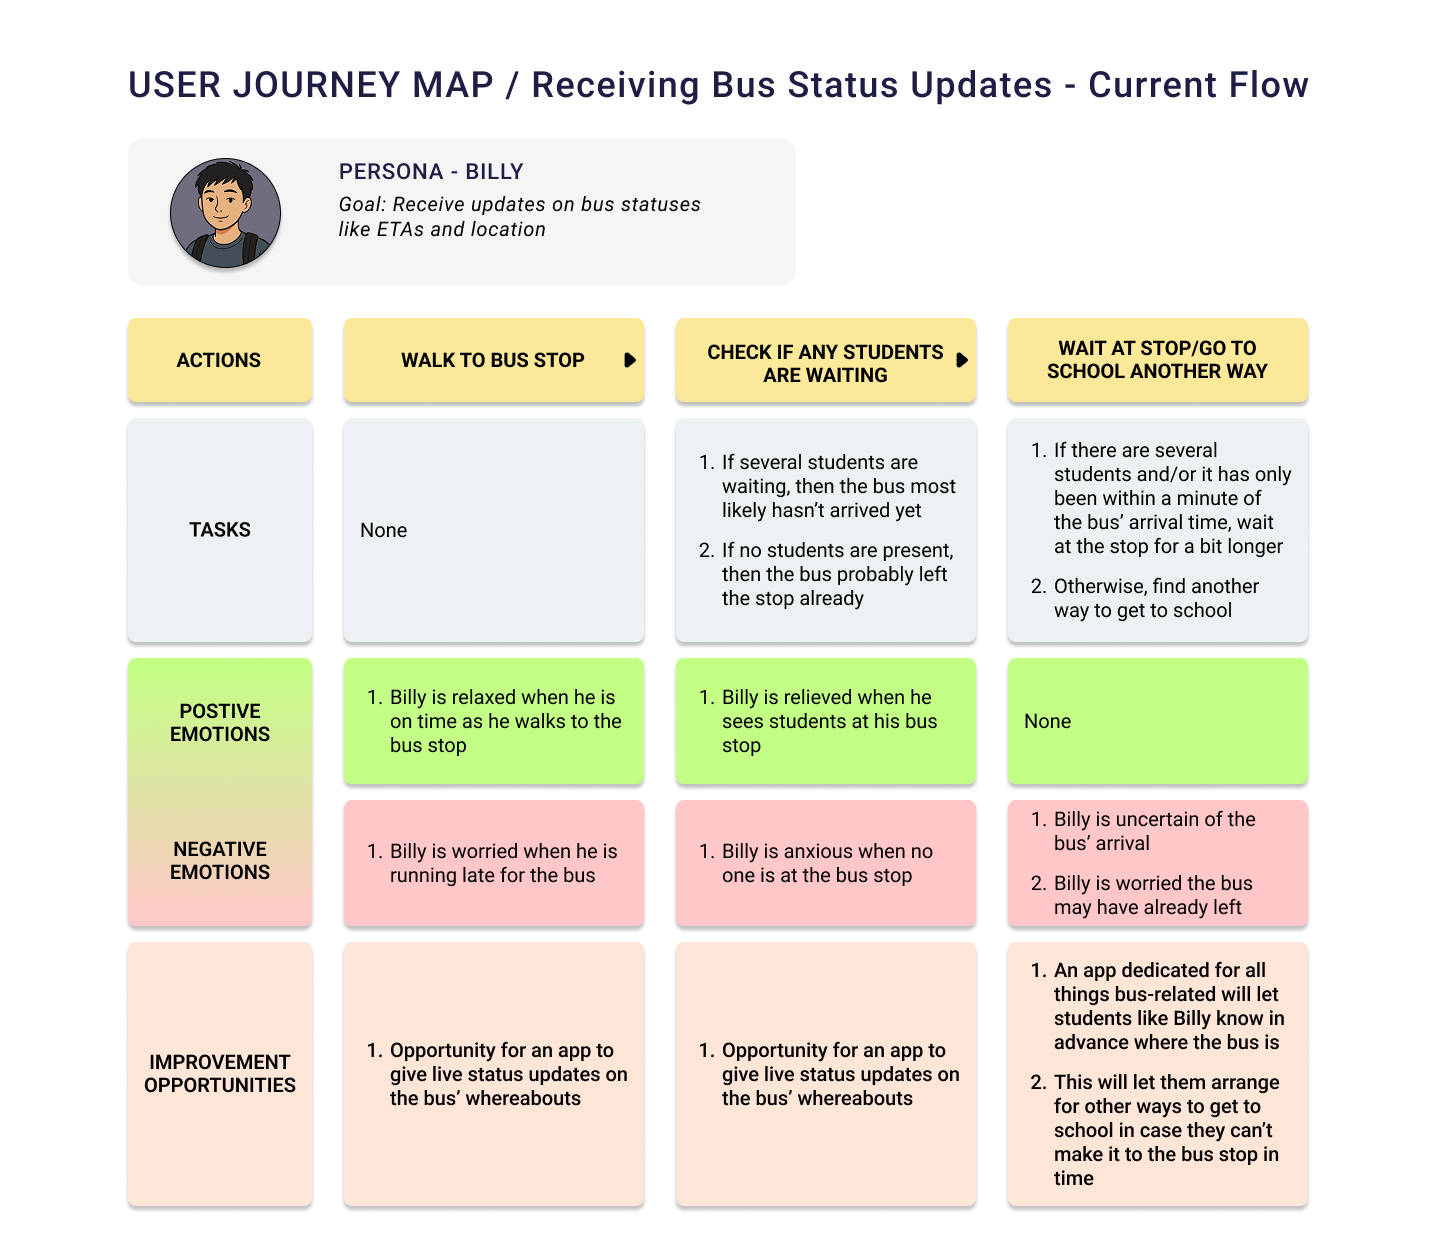 USER JOURNEY MAP / Receiving Bus Status Updates - Current Flow
PERSONA - BILLY
Goal: Receive updates on bus statuses
like ETAs and location
ACTIONS
WALK TO BUS STOP
CHECK IF ANY STUDENTS
ARE WAITING
WAIT AT STOP/GO TO
SCHOOL ANOTHER WAY
TASKS
None
1. If several students are
waiting, then the bus most
likely hasn’t arrived yet
2. If no students are present,
then the bus probably left
the stop already
1. If there are several
students and/or it has only
been within a minute of
the bus’ arrival time, wait
at the stop for a bit longer
2. Otherwise, find another
way to get to school
POSTIVE
EMOTIONS
1. Billy is relaxed when he is
on time as he walks to the
bus stop
1. Billy is relieved when he
sees students at his bus
stop
None
NEGATIVE
EMOTIONS
1. Billy is worried when he is
running late for the bus
1. Billy is anxious when no
one is at the bus stop
1. Billy is uncertain of the
bus’ arrival
2. Billy is worried the bus
may have already left
IMPROVEMENT
OPPORTUNITIES
1. Opportunity for an app to
give live status updates on
the bus’ whereabouts
1. Opportunity for an app to
give live status updates on
the bus’ whereabouts
1. An app dedicated for all
things bus-related will let
students like Billy know in
advance where the bus is
2. This will let them arrange
for other ways to get to
school in case they can’t
make it to the bus stop in
time